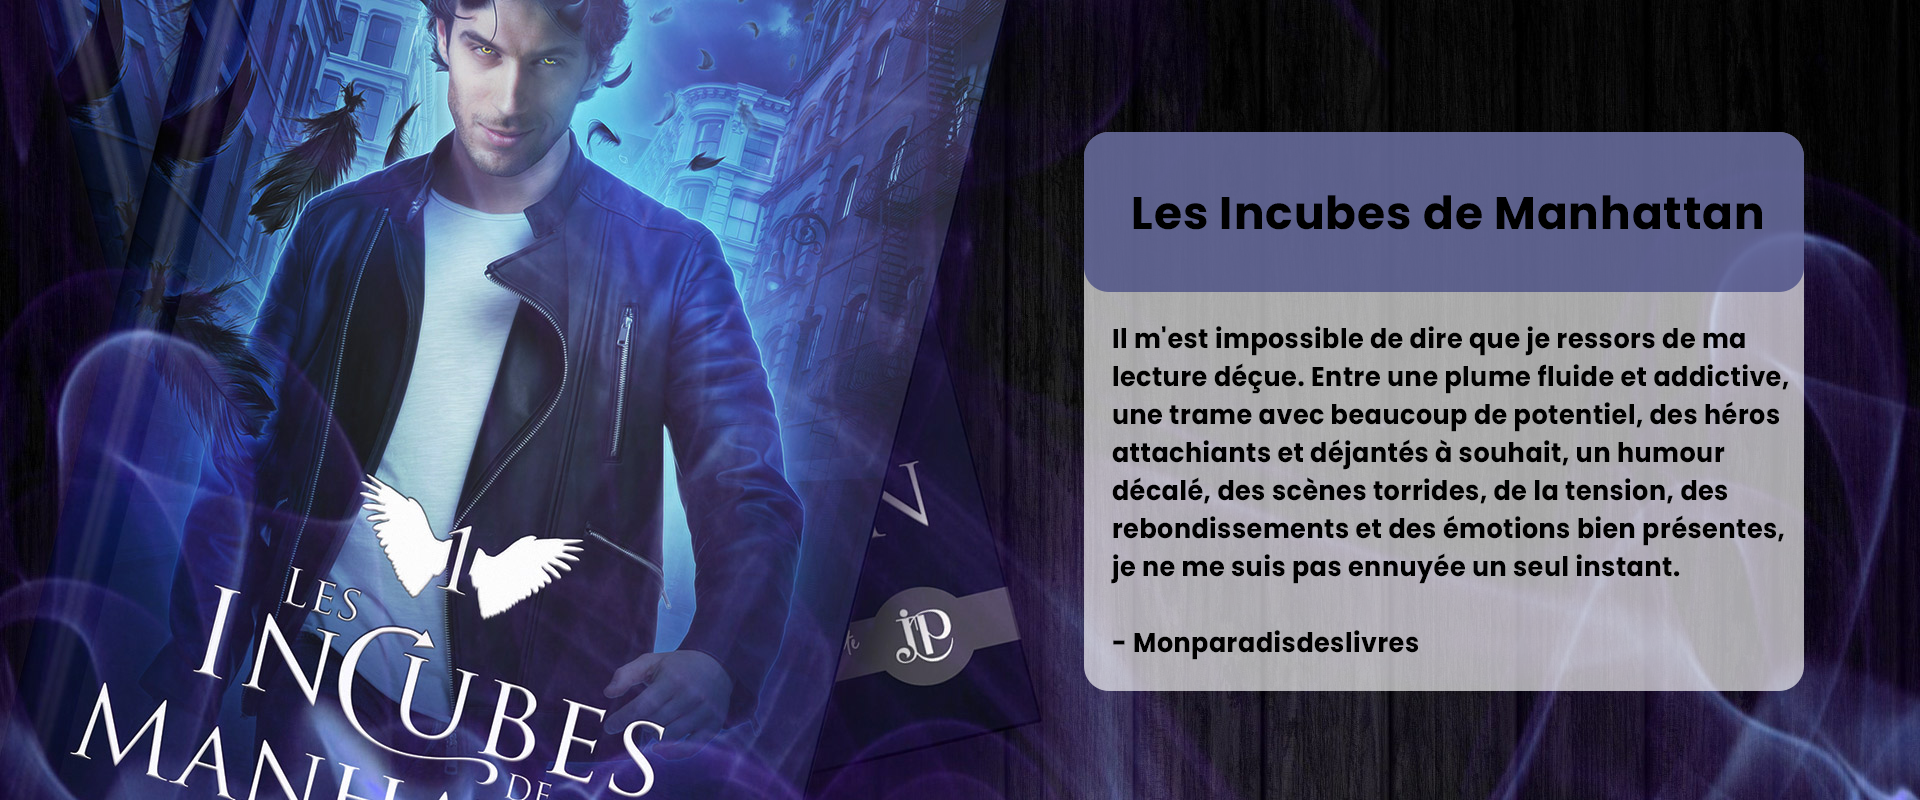 1
LES
INCUBES
DE
JP
Les Incubes de Manhattan
Il m'est impossible de dire que je ressors de ma
lecture déçue. Entre une plume fluide et addictive,
une trame avec beaucoup de potentiel, des héros
attachiants et déjantés à souhait, un humour
décalé, des scènes torrides, de la tension, des
rebondissements et des émotions bien présentes,
je ne me suis pas ennuyée un seul instant.
- Monparadisdeslivres